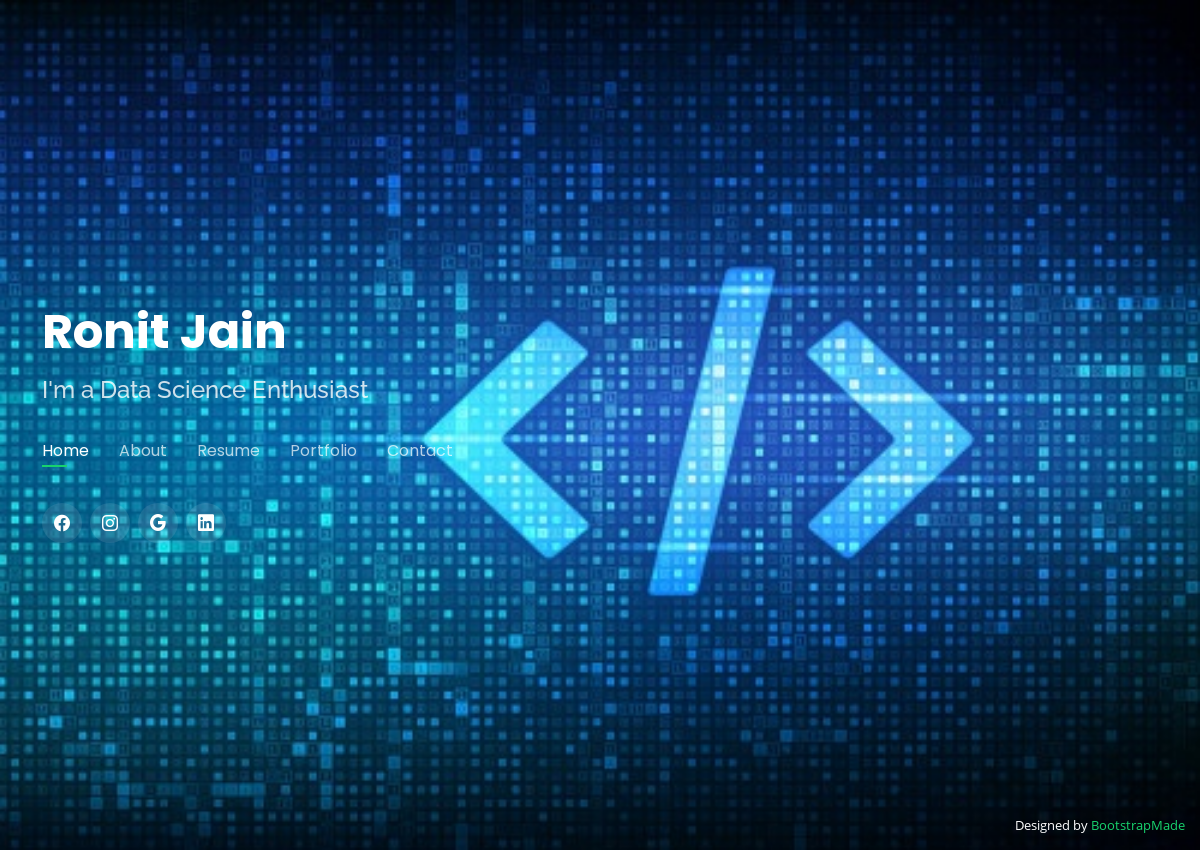 Ronit Jain
I'm a Data Science Enthusiast
Home About Resume Portfolio Contact
Designed by BootstrapMade